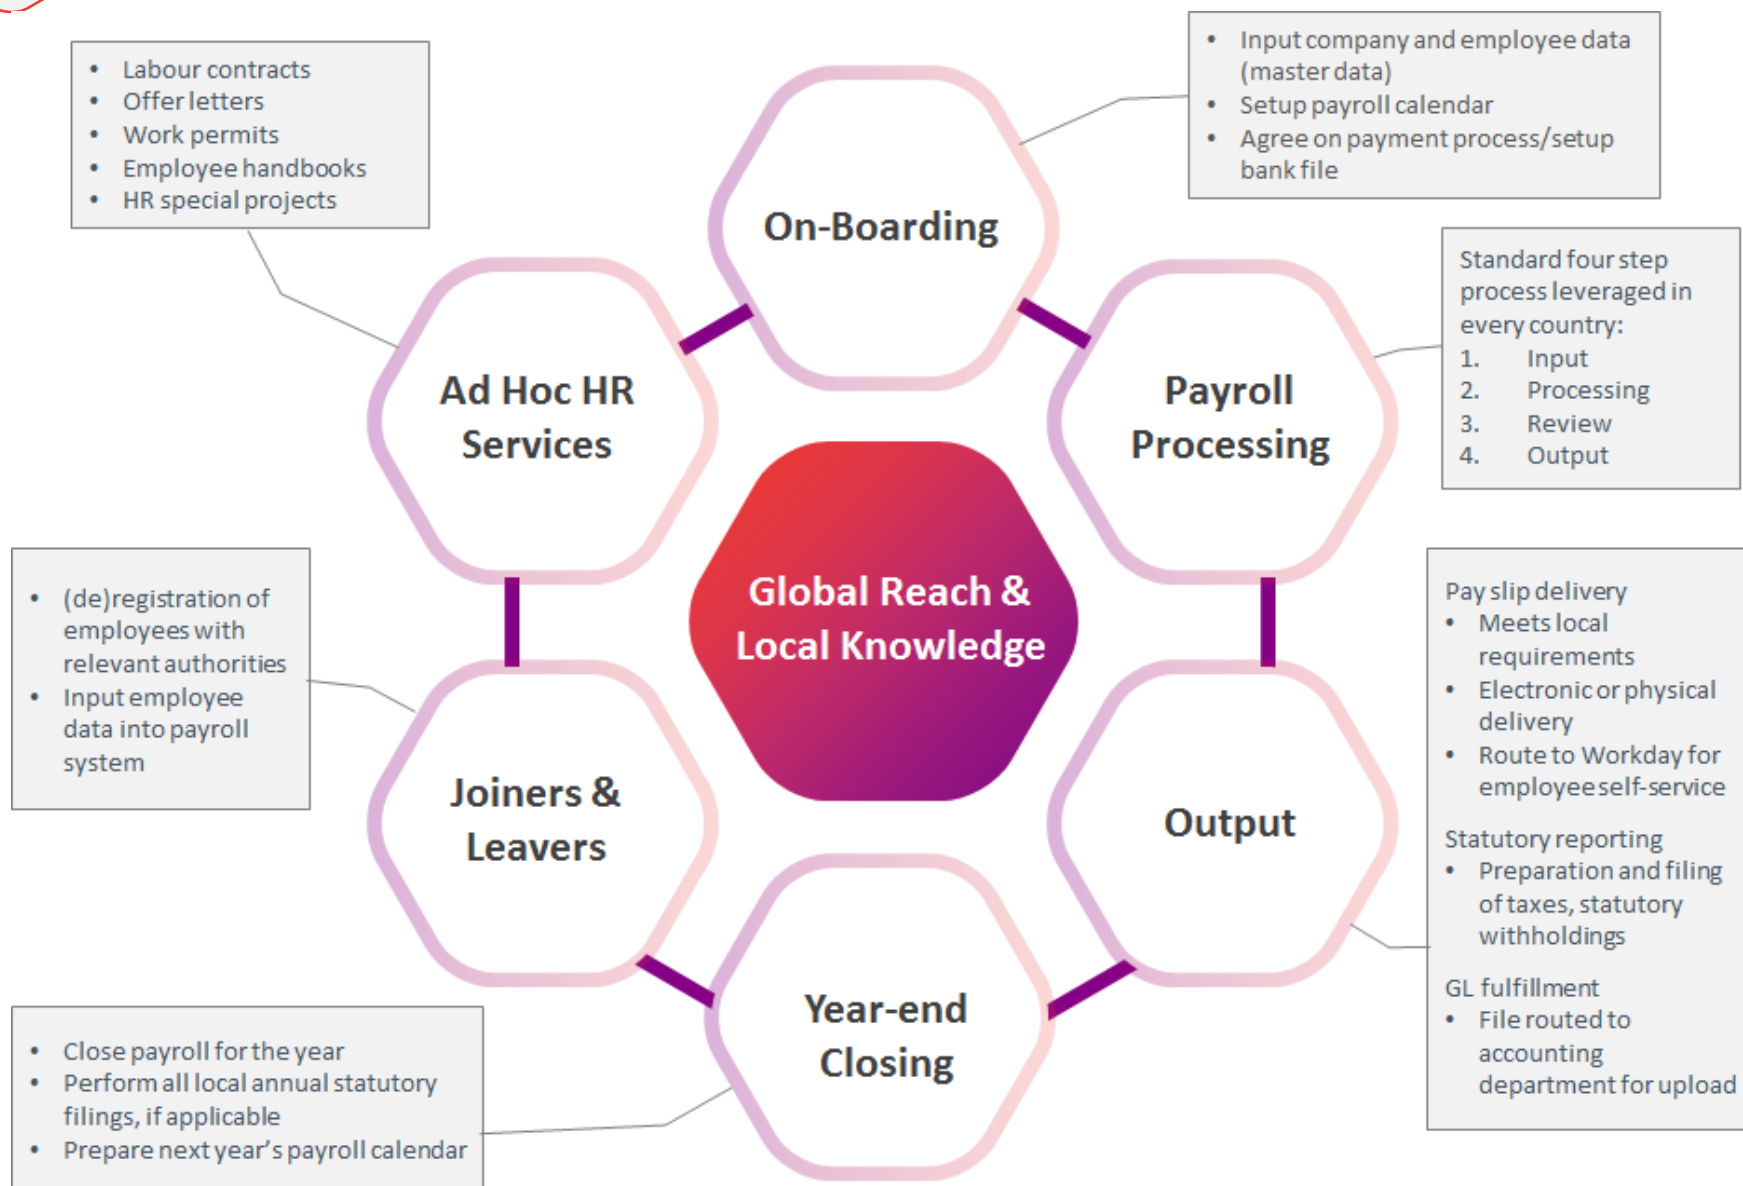 • Labour contracts
• Offer letters
• Work permits
• Employee handbooks
• HR special projects
• Input company and employee data
(master data)
• Setup payroll calendar
• Agree on payment process/setup
bank file
On-Boarding
Standard four step
process leveraged in
every country:
1. Input
2. Processing
3. Review
4. Output
Ad Hoc HR
Services
Payroll
Processing
Global Reach &
Local Knowledge
• (de)registration of
employees with
relevant authorities
• Input employee
data into payroll
system
Pay slip delivery
• Meets local
requirements
• Electronic or physical
delivery
• Route to Workday for
employee self-service
Statutory reporting
• Preparation and filing
of taxes, statutory
withholdings
GL fulfillment
• File routed to
accounting
department for upload
Joiners &
Leavers
Output
Year-end
Closing
• Close payroll for the year
• Perform all local annual statutory
filings, if applicable
• Prepare next year’s payroll calendar